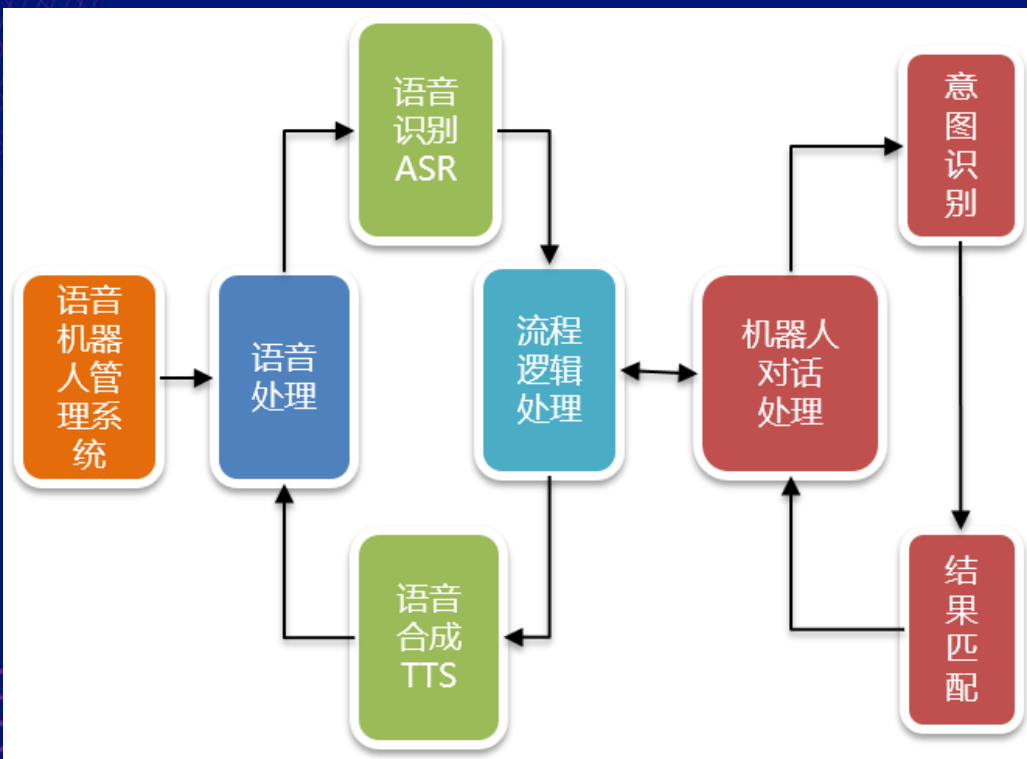 语音
识别
ASR
意
图
识
别
语音
机器
人管
理系
统
语音
处理
流程
逻辑
处理
机器人
对话
处理
语音
合成
TTS
结
果
匹
配